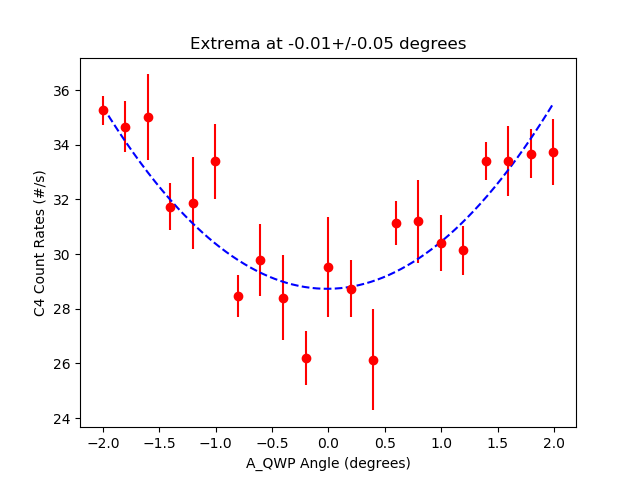 Extrema at -0.01+/-0.05 degrees
C4 Count Rates (#/s)
36
34
32
30
28
26
24
−2.0 −1.5 −1.0 −0.5 0.0 0.5 1.0 1.5 2.0
A_QWP Angle (degrees)